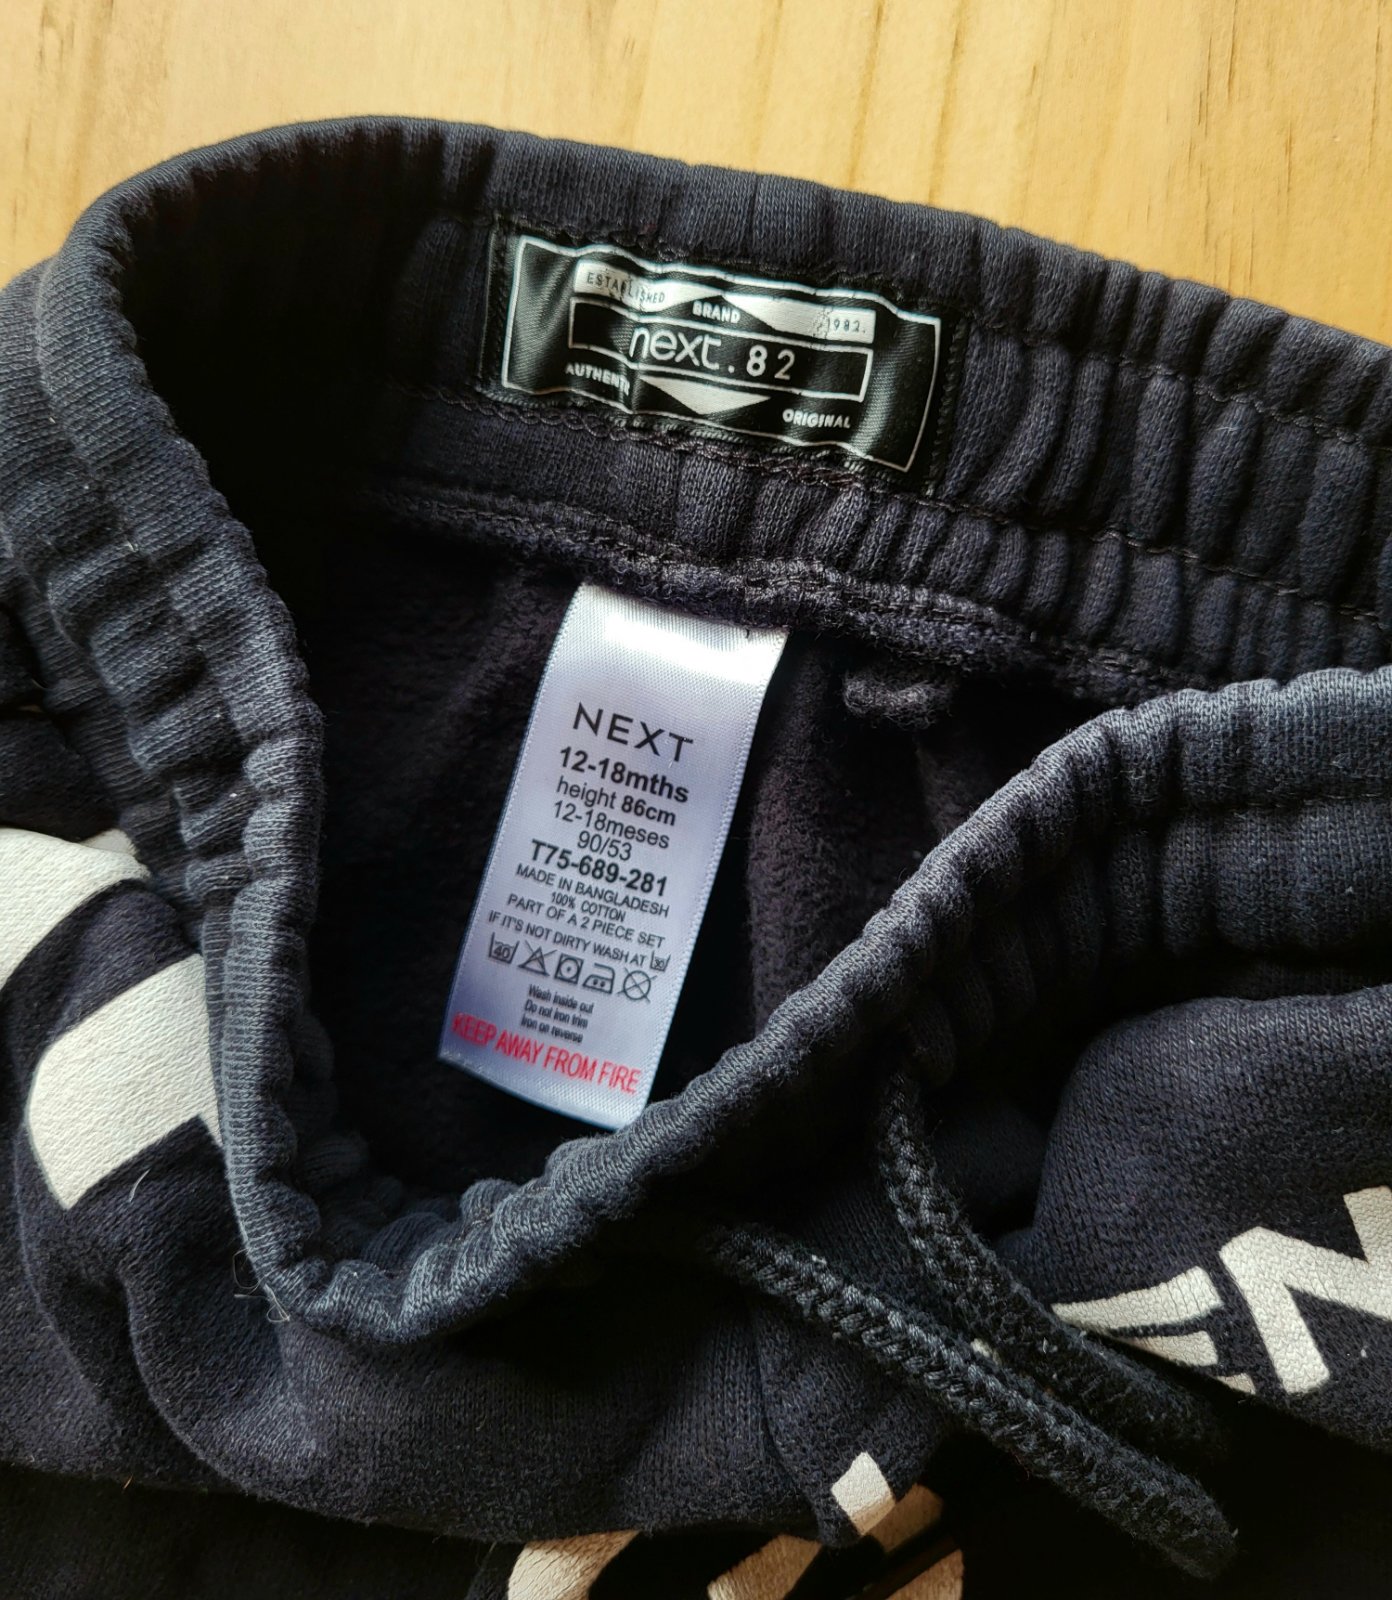 ESTABLISHED
BRAND
1982.
next.82
AUTHENTIC
ORIGINAL
NEXT
12-18mths
height 86cm
12-18meses
90/53
T75-689-281
MADE IN BANGLADESH
100% COTTON
PART OF A 2 PIECE SET
IF IT'S NOT DIRTY WASH AT 30
40
Wash inside out
Do not iron trim
Iron on reverse
KEEP AWAY FROM FIRE